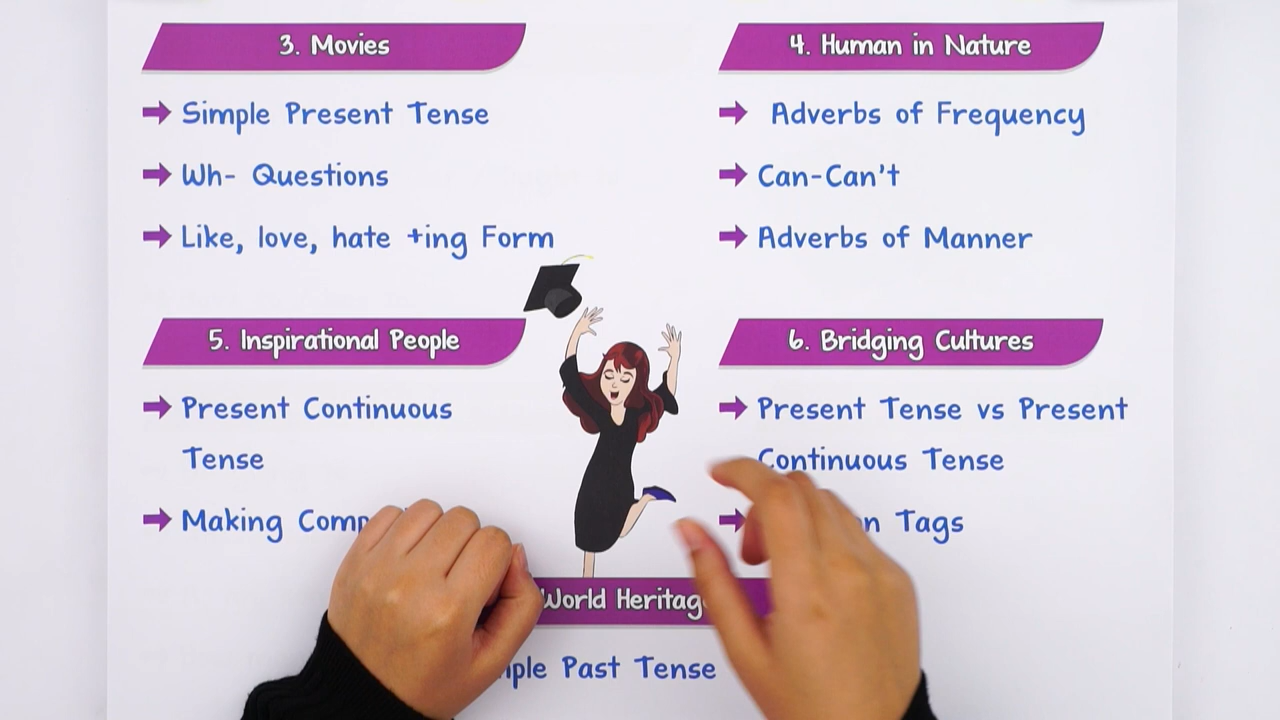 3. Movies
Simple Present Tense
Wh- Questions
Like, love, hate +ing Form
4. Human in Nature
Adverbs of Frequency
Can-Can't
Adverbs of Manner
5. Inspirational People
Present Continuous
Tense
Making
6. Bridging Cultures
Present Tense vs Present
Continuous Tense
Tags
World
Past Tense